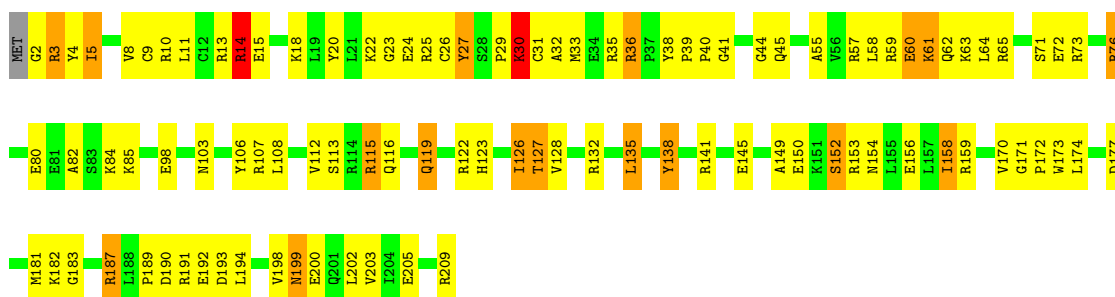 MET G2 R3 Y4 I5 V8 C9 R10 L11 C12 R13 R14 E15 K18 L19 Y20 L21 K22 G23 E24 R25 C26 Y27 S28 P29 K30 C31 A32 M33 E34 R35 R36 P37 Y38 P39 P40 G41 G44 Q45 A55 V56 R57 L58 R59 E60 K61 Q62 K63 L64 R65 S71 E72 R73
E80 E81 A82 S83 K84 K85 E98 N103 Y106 R107 L108 V112 S113 R114 R115 Q116 Q119 R122 H123 I126 T127 V128 R132 L135 Y138 R141 E145 A149 E150 K151 S152 R153 N154 L155 E156 L157 I158 R159 V170 G171 P172 W173 L174
M181 K182 G183 R187 L188 P189 D190 R191 E192 D193 L194 V198 N199 E200 Q201 L202 V203 I204 E205 R209